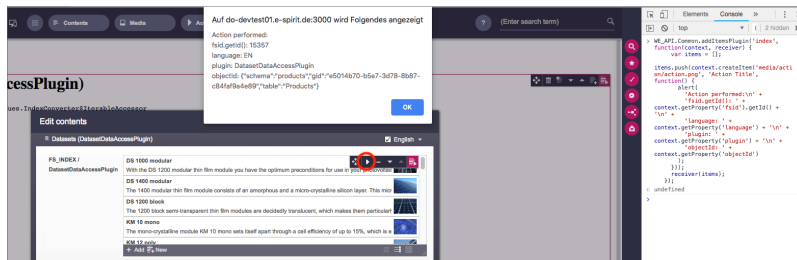 Contents
Media
Ac
?
(Enter search term)
Auf do-devtest01.e-spirit.de:3000 wird Folgendes angezeigt
Action performed:
fsid.getId(): 15357
language: EN
plugin: DatasetDataAccessPlugin
objectId: {"schema":"products","gid":"e5014b70-b5e7-3d78-8b87-
c84faf9a4e89","table":"Products"}
OK
cessPlugin)
ues.IndexConverter$IterableAccessor
Edit contents
Datasets (DatasetDataAccessPlugin)
English
FS_INDEX /
DatasetDataAccessPlugin
DS 1000 modular
With the DS 1200 modular thin film module you have the optimum preconditions for use in your photovoltaic
DS 1400 modular
The 1400 modular thin film module consists of an amorphous and a micro-crystalline silicon layer. This micr
DS 1200 block
The 1200 block semi-transparent thin film modules are decidedly translucent, which makes them particularl
KM 10 mono
The mono-crystalline module KM 10 mono sets itself apart through a cell efficiency of up to 15%, which is e
KM 12 poly
+ Add
New
Elements
Console
»
top
2 hidden
> WE_API.Common.addItemsPlugin('index',
function(context, receiver) {
var items = [];
items.push(context.createItem('media/acti
on/action.png', 'Action Title',
function() {
alert(
'Action performed:\n' +
'fsid.getId(): ' +
context.getProperty('fsid').getId() +
'\n' +
'language: ' +
context.getProperty('language') + '\n' +
'plugin: ' +
context.getProperty('plugin') + '\n' +
'objectId: ' +
context.getProperty('objectId')
);
}));
receiver(items);
});
undefined
>